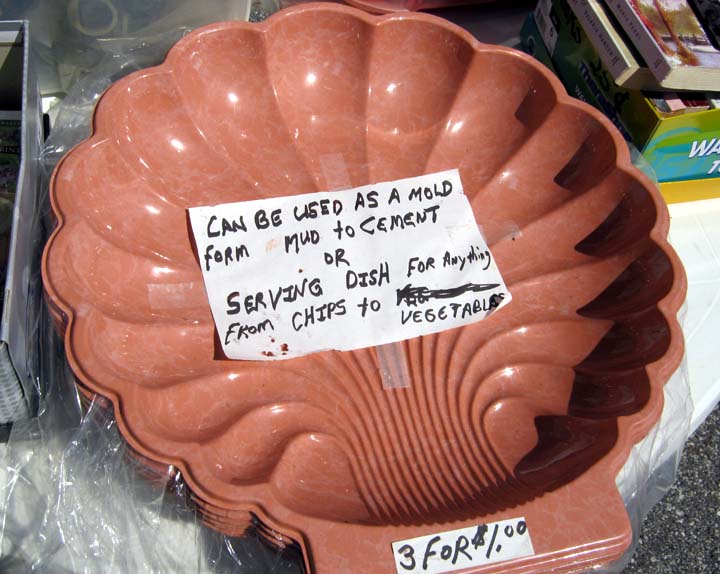 CAN BE USED AS A MOLD
FORM MUD to CEMENT
OR
SERVING DISH FOR Anything
FROM CHIPS to
VEGETABLES
3 FOR $1.00
WA